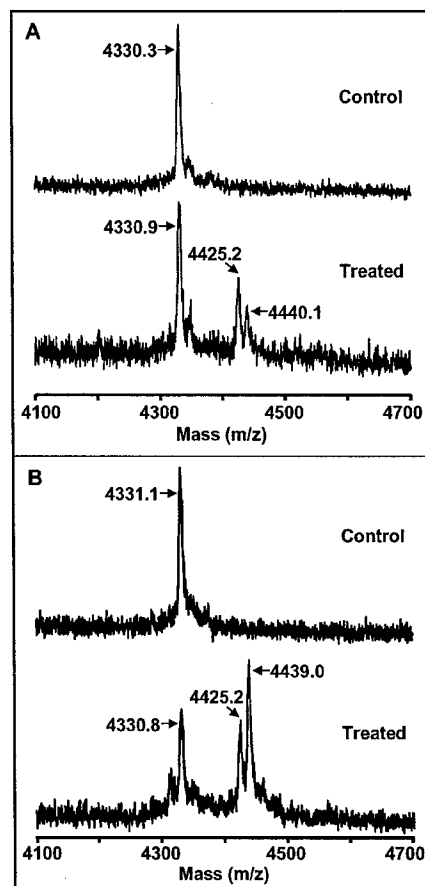 A
4330.3
Control
4330.9
4425.2
Treated
4440.1
4100 4300 4500 4700
Mass (m/z)
B
4331.1
Control
4439.0
4425.2
4330.8
Treated
4100 4300 4500 4700
Mass (m/z)